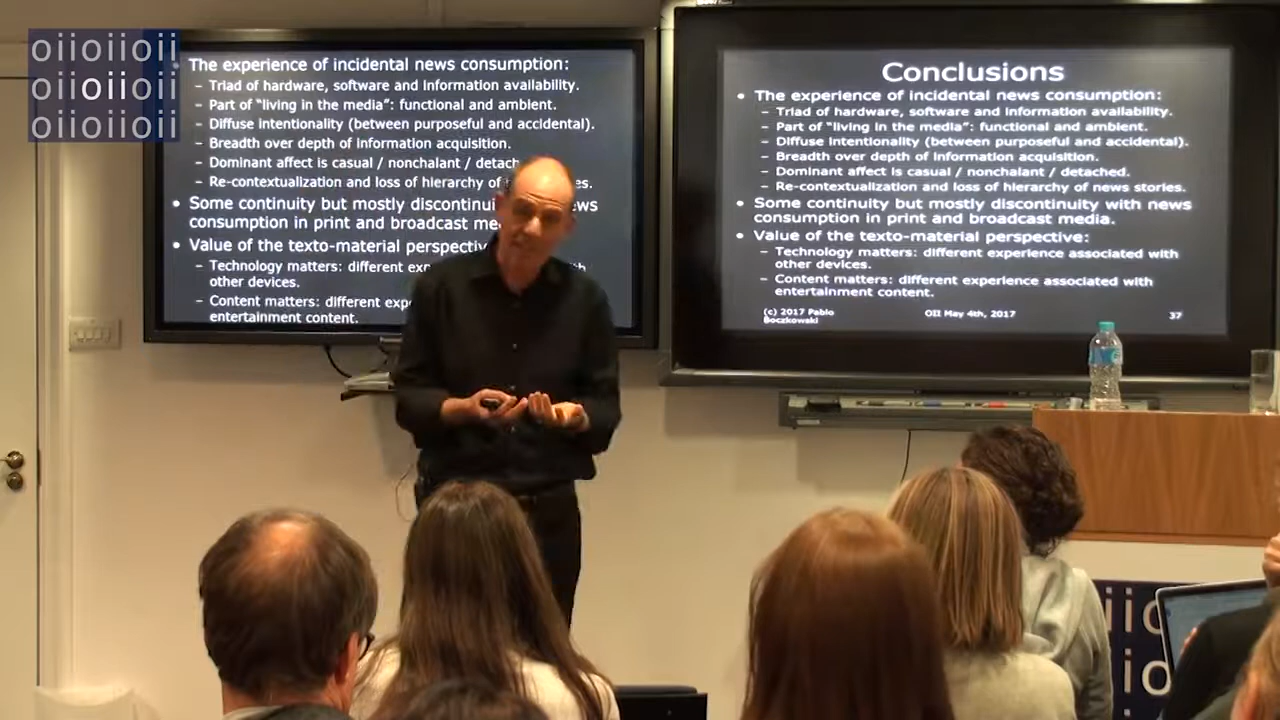 oiioiioii
oiioiioii
oiioiioii
The experience of incidental news consumption:
– Triad of hardware, software and information availability.
– Part of "living in the media": functional and ambient.
– Diffuse intentionality (between purposeful and accidental).
– Breadth over depth of information acquisition.
– Dominant affect is casual / nonchalant /
– Re-contextualization and loss of hierarchy
• Some continuity but mostly
consumption in print and broadcast
• Value of the texto-material
– Technology matters: different
other devices.
– Content matters: different
entertainment content.
Conclusions
• The experience of incidental news consumption:
– Triad of hardware, software and information availability.
– Part of "living in the media": functional and ambient.
– Diffuse intentionality (between purposeful and accidental).
– Breadth over depth of information acquisition.
– Dominant affect is casual / nonchalant / detached.
– Re-contextualization and loss of hierarchy of news stories.
• Some continuity but mostly discontinuity with news
consumption in print and broadcast media.
• Value of the texto-material perspective:
– Technology matters: different experience associated with
other devices.
– Content matters: different experience associated with
entertainment content.
(c) 2017 Pablo
Boczkowski
OII May 4th, 2017
37